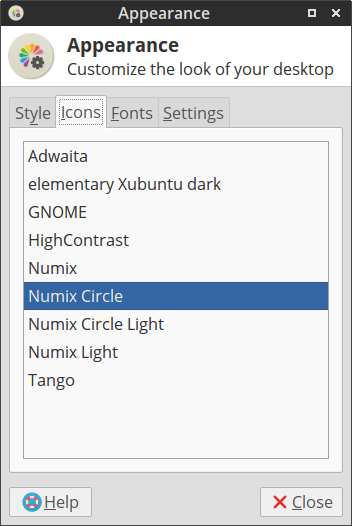 Appearance
Appearance
Customize the look of your desktop
Style Icons Fonts Settings
Adwaita
elementary Xubuntu dark
GNOME
HighContrast
Numix
Numix Circle
Numix Circle Light
Numix Light
Tango
Help Close